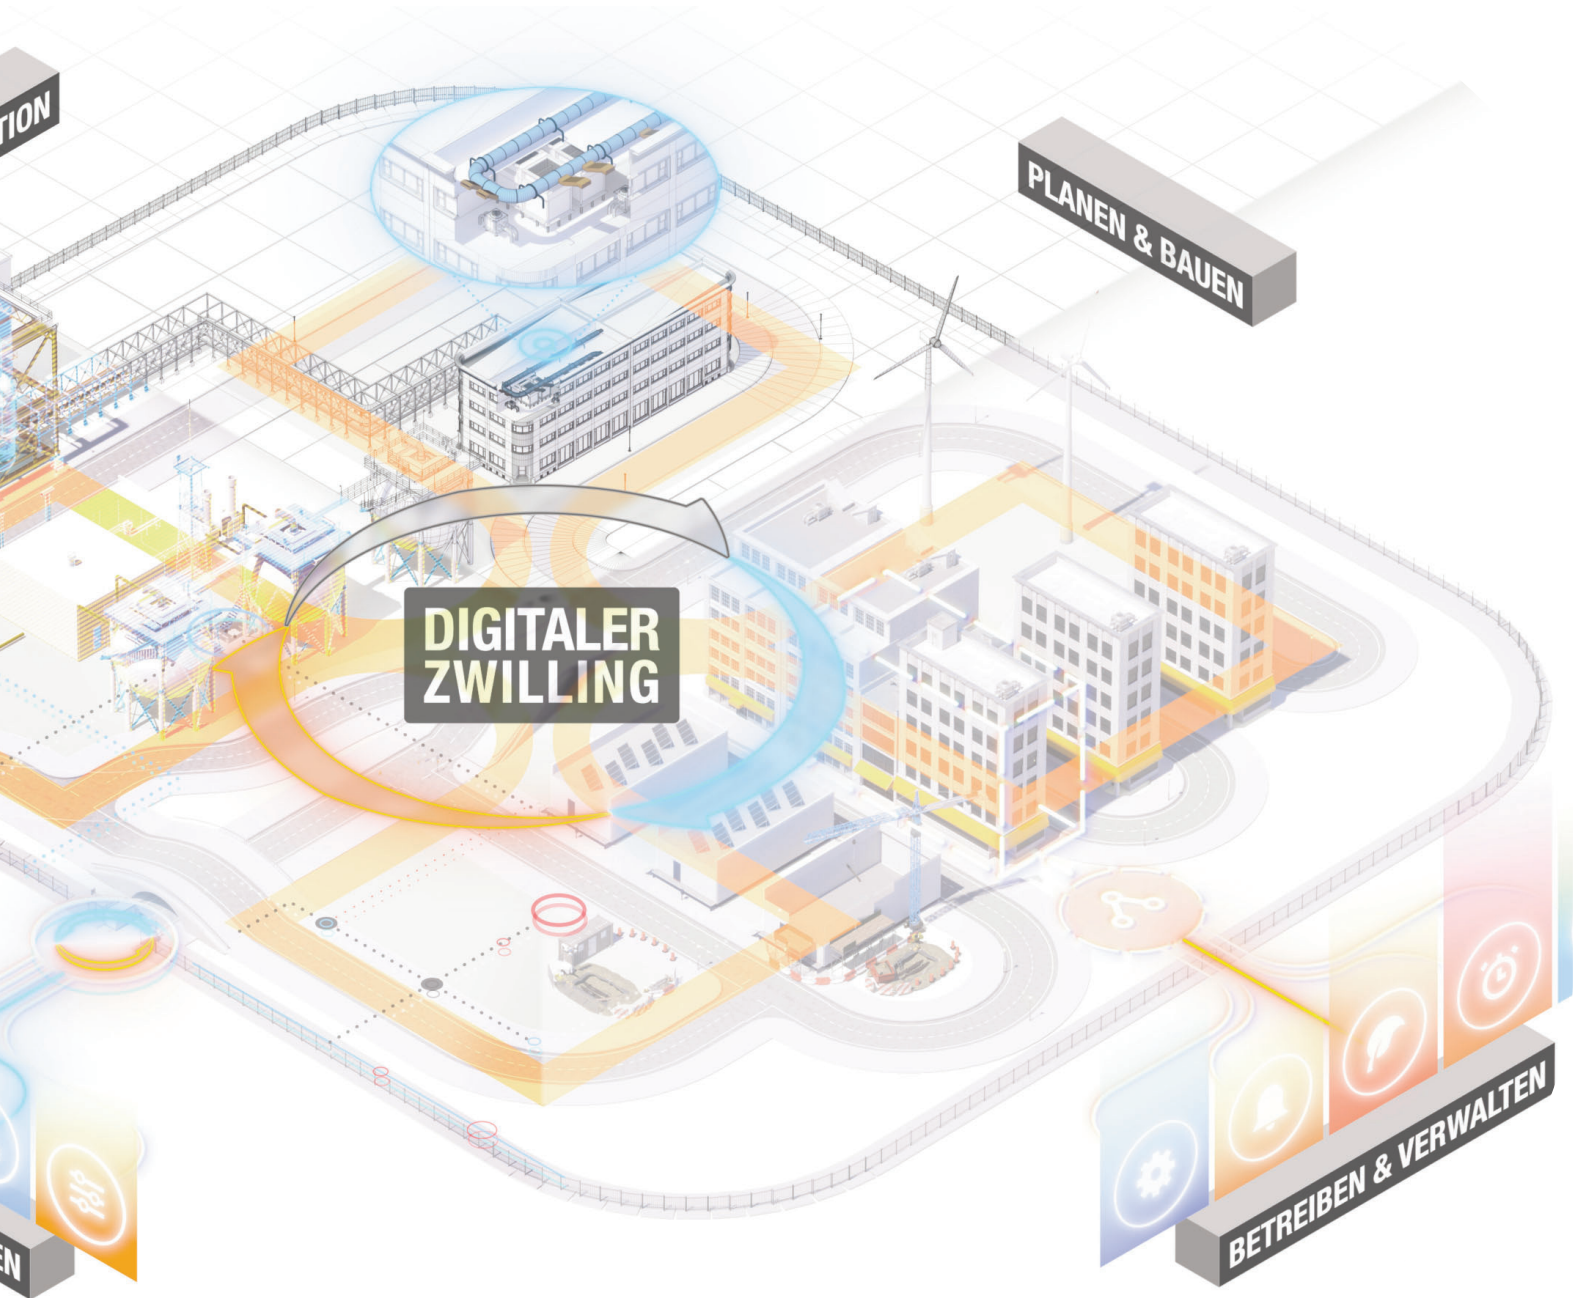 TION
PLANEN & BAUEN
DIGITALER
ZWILLING
BETREIBEN & VERWALTEN
EN